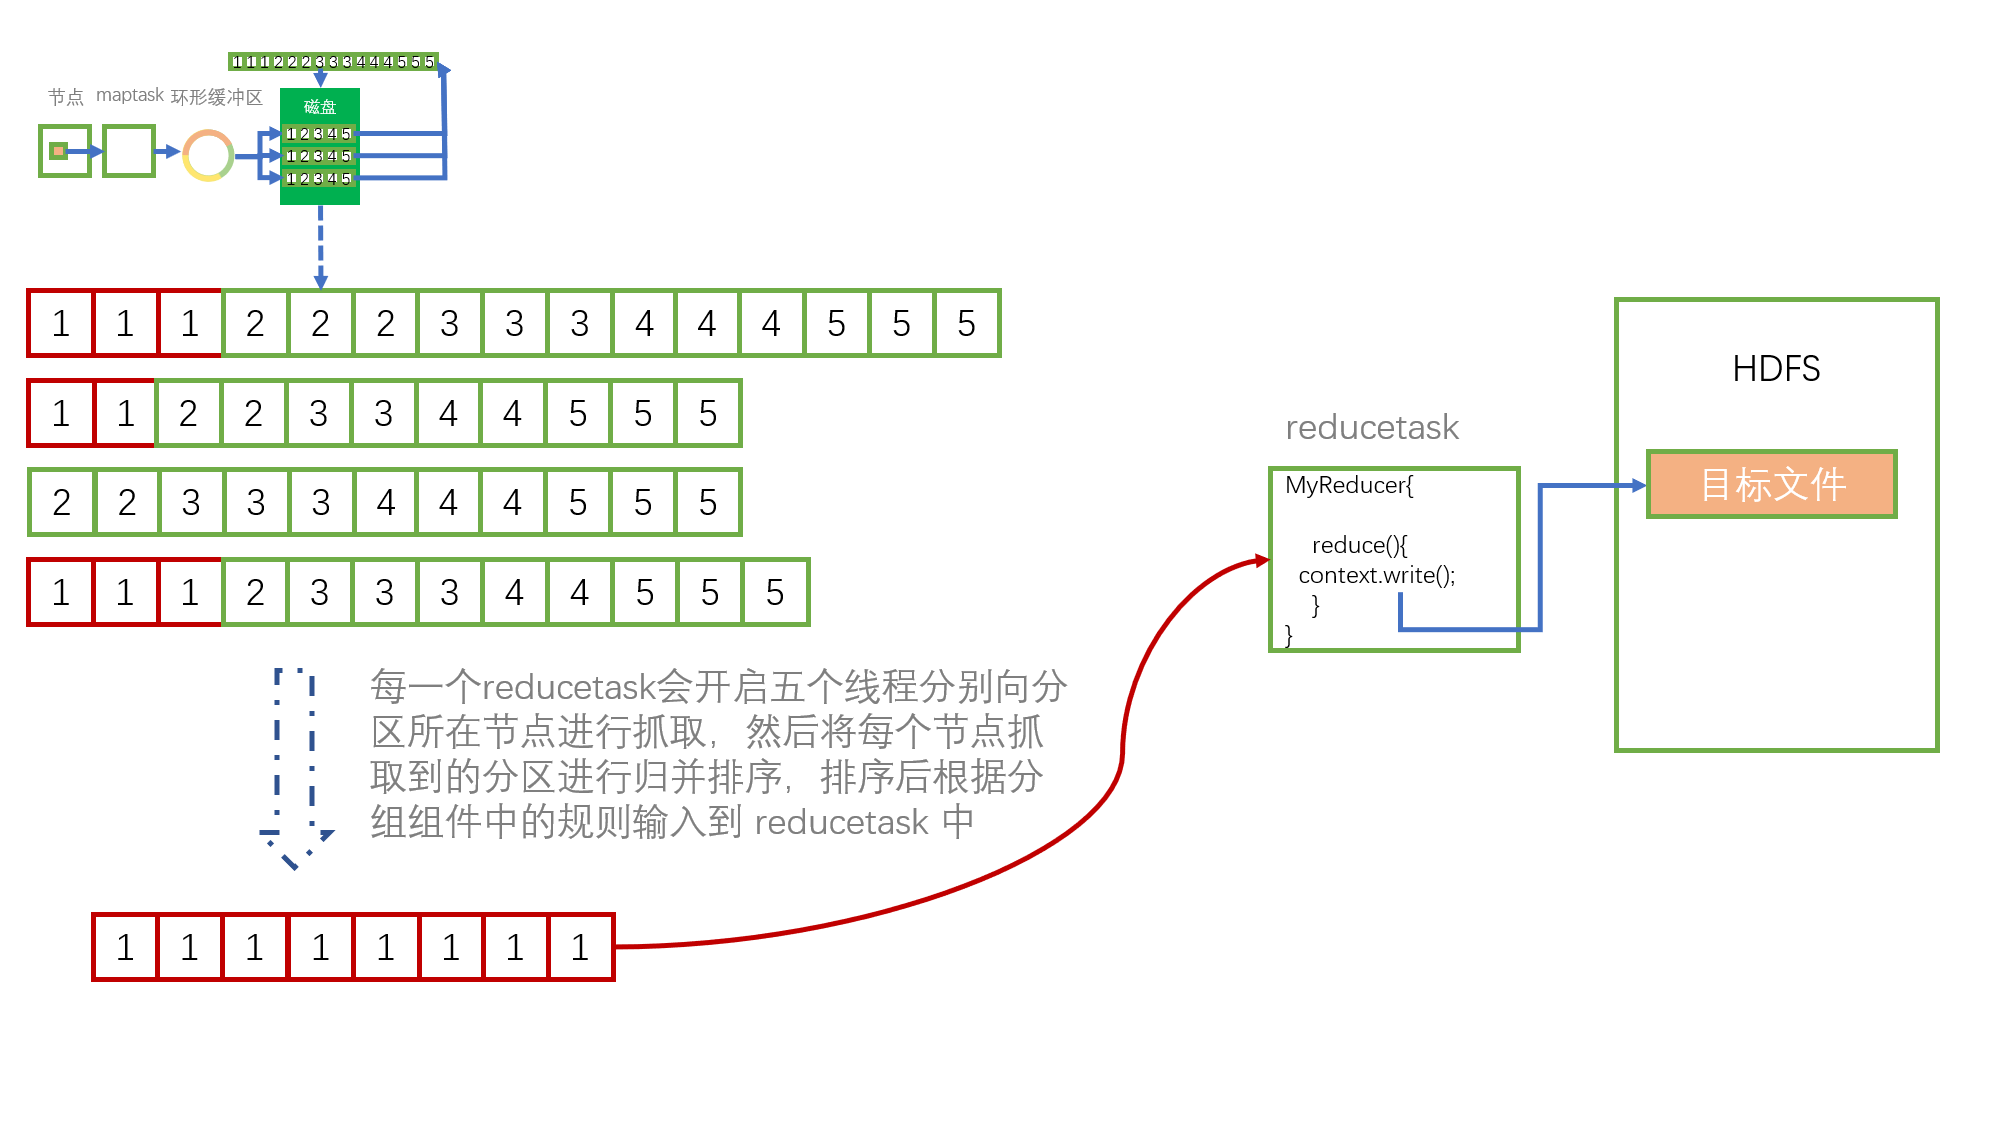 1 1 1 2 2 2 3 3 3 4 4 4 5 5 5
节点 maptask 环形缓冲区
磁盘
1 2 3 4 5
1 2 3 4 5
1 2 3 4 5
1 1 1 2 2 2 3 3 3 4 4 4 5 5 5
1 1 2 2 3 3 4 4 5 5 5
2 2 3 3 3 4 4 4 5 5 5
1 1 1 2 3 3 3 4 4 5 5 5
每一个reducetask会开启五个线程分别向分
区所在节点进行抓取，然后将每个节点抓
取到的分区进行归并排序，排序后根据分
组组件中的规则输入到 reducetask 中
1 1 1 1 1 1 1 1
reducetask
MyReducer{
reduce(){
context.write();
}
}
HDFS
目标文件